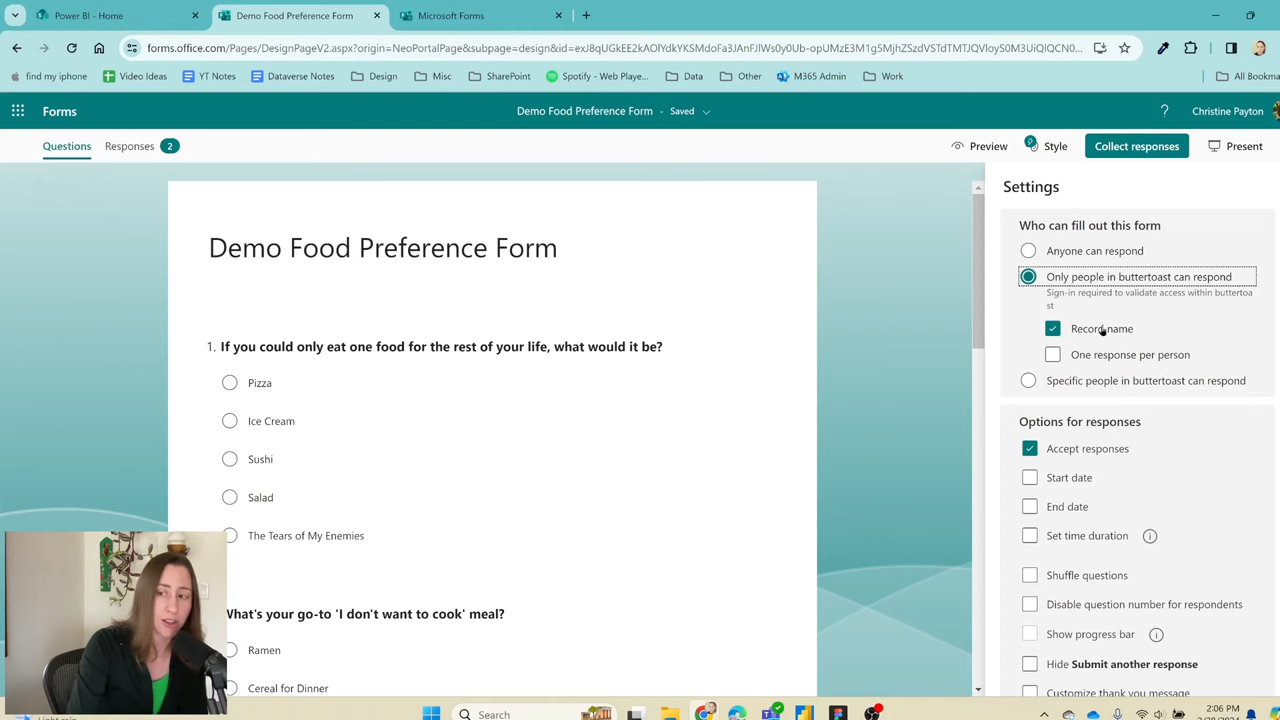 Power BI - Home
Demo Food Preference Form
Microsoft Forms
forms.office.com/Pages/DesignPageV2.aspx?origin=NeoPortalPage&subpage=design&id=
find my iphone
Video Ideas
YT Notes
Dataverse Notes
Design
Misc
SharePoint
Spotify - Web Playe...
Data
Other
M365 Admin
Work
All Bookma
Forms
Demo Food Preference Form - Saved
?
Christine Payton
Questions
Responses 2
Preview
Style
Collect responses
Present
Demo Food Preference Form
1. If you could only eat one food for the rest of your life, what would it be?
Pizza
Ice Cream
Sushi
Salad
The Tears of My Enemies
What's your go-to 'I don't want to cook' meal?
Ramen
Cereal for Dinner
Settings
Who can fill out this form
Anyone can respond
Only people in buttertoast can respond
Sign-in required to validate access within buttertoa
st
Record name
One response per person
Specific people in buttertoast can respond
Options for responses
Accept responses
Start date
End date
Set time duration
Shuffle questions
Disable question number for respondents
Show progress bar
Hide Submit another response
Customize thank you message
Light rain
Search
2:06 PM